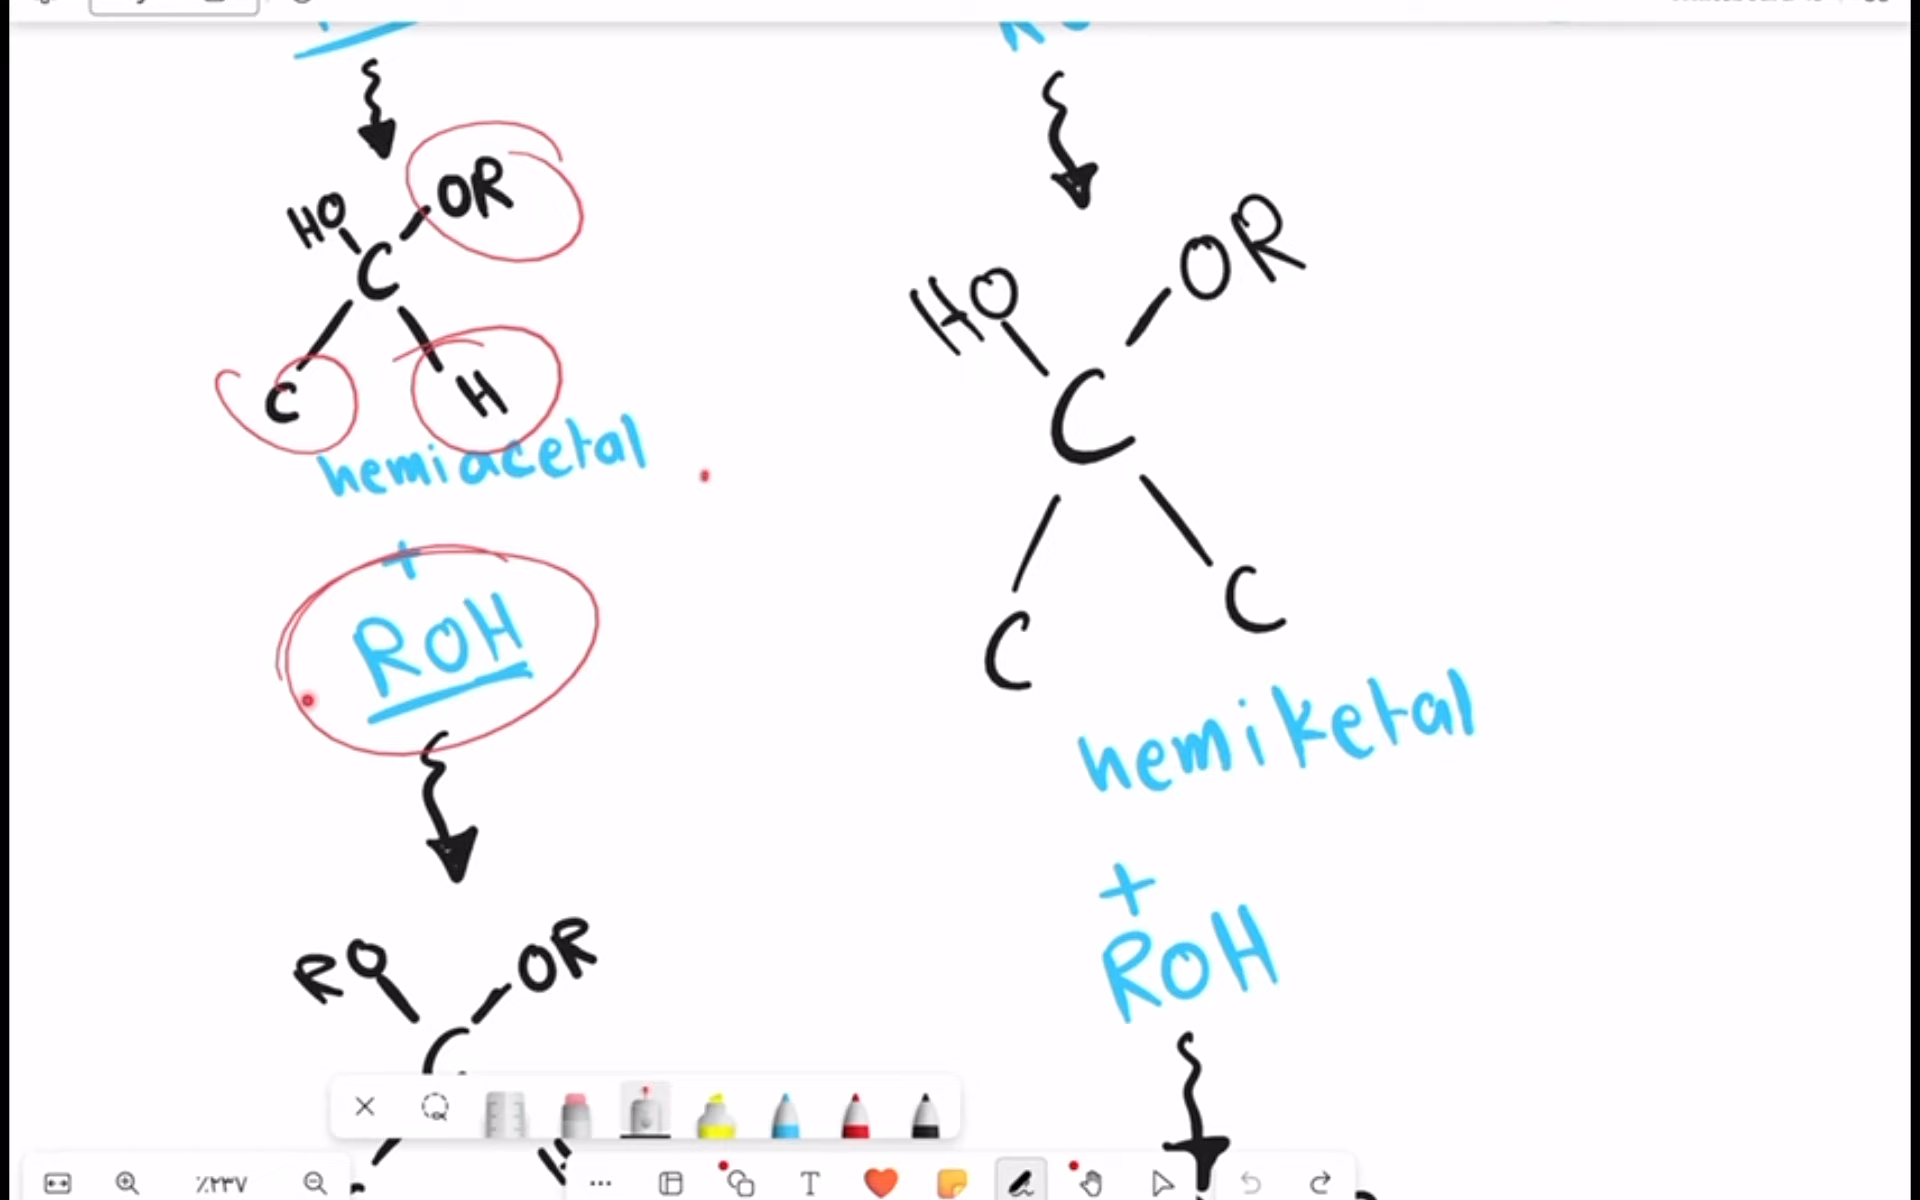 HO OR
C
C H
hemiacetal
+
ROH
RO OR
C
HO OR
C
C C
hemiketal
+
ROH
٪۲۳۷
T